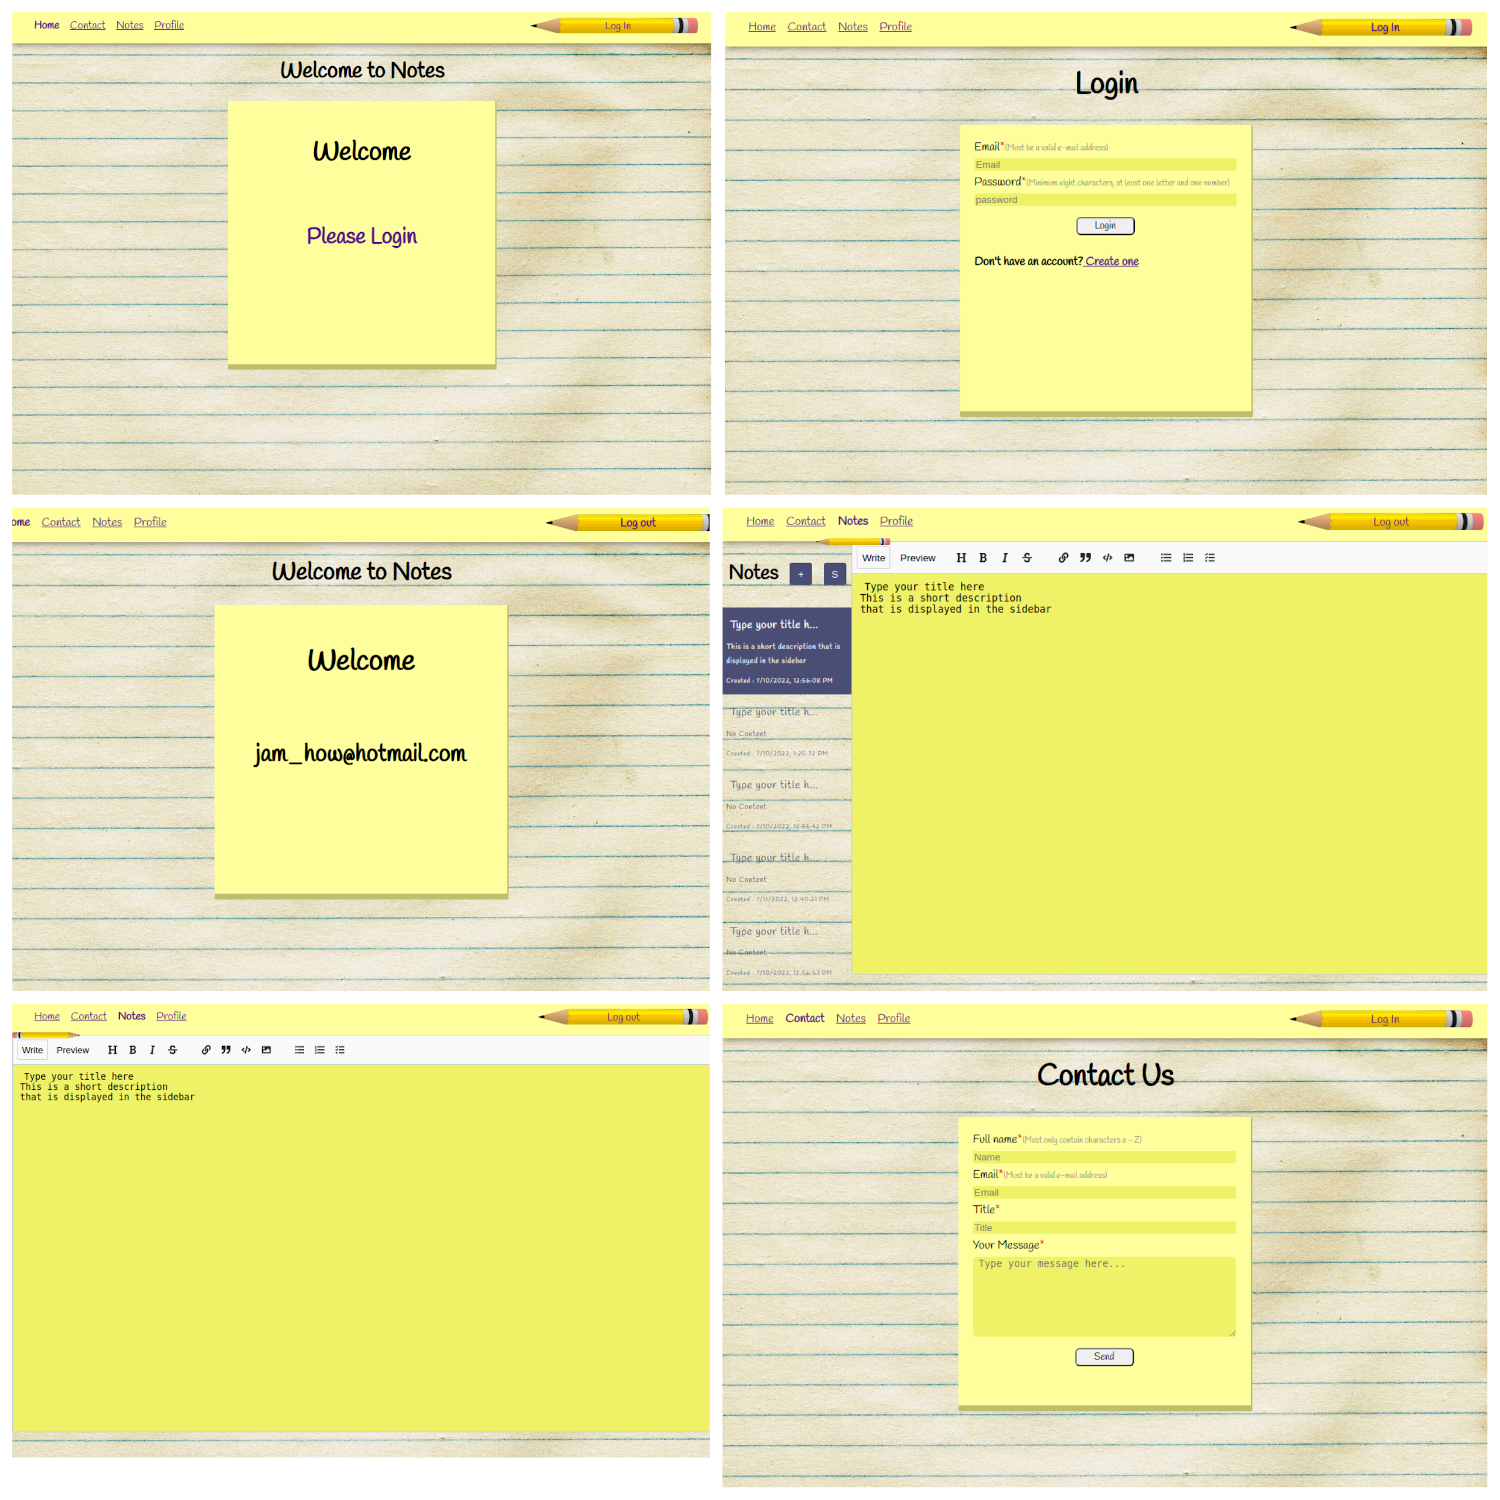 Home Contact Notes Profile Log In
Welcome to Notes
Welcome
Please Login
Home Contact Notes Profile Log In
Login
Email*(Must be a valid e-mail address)
Email
Password*(Minimum eight characters, at least one letter and one number)
password
Login
Don't have an account? Create one
ome Contact Notes Profile Log out
Welcome to Notes
Welcome
jam_how@hotmail.com
Home Contact Notes Profile Log out
Notes + S
Type your title h...
This is a short description that is
displayed in the sidebar
Created : 7/10/2022, 12:56:08 PM
Type your title h...
No Content
Created : 7/10/2022, 1:25:32 PM
Type your title h...
No Content
Created : 7/10/2022, 12:55:42 PM
Type your title h...
No Content
Created : 7/11/2022, 12:40:21 PM
Type your title h...
No Content
Created : 7/10/2022, 12:56:53 PM
Write Preview H B I S
Type your title here
This is a short description
that is displayed in the sidebar
Home Contact Notes Profile Log out
Write Preview H B I S
Type your title here
This is a short description
that is displayed in the sidebar
Home Contact Notes Profile Log In
Contact Us
Full name*(Must only contain characters a - Z)
Name
Email*(Must be a valid e-mail address)
Email
Title*
Title
Your Message*
Type your message here...
Send